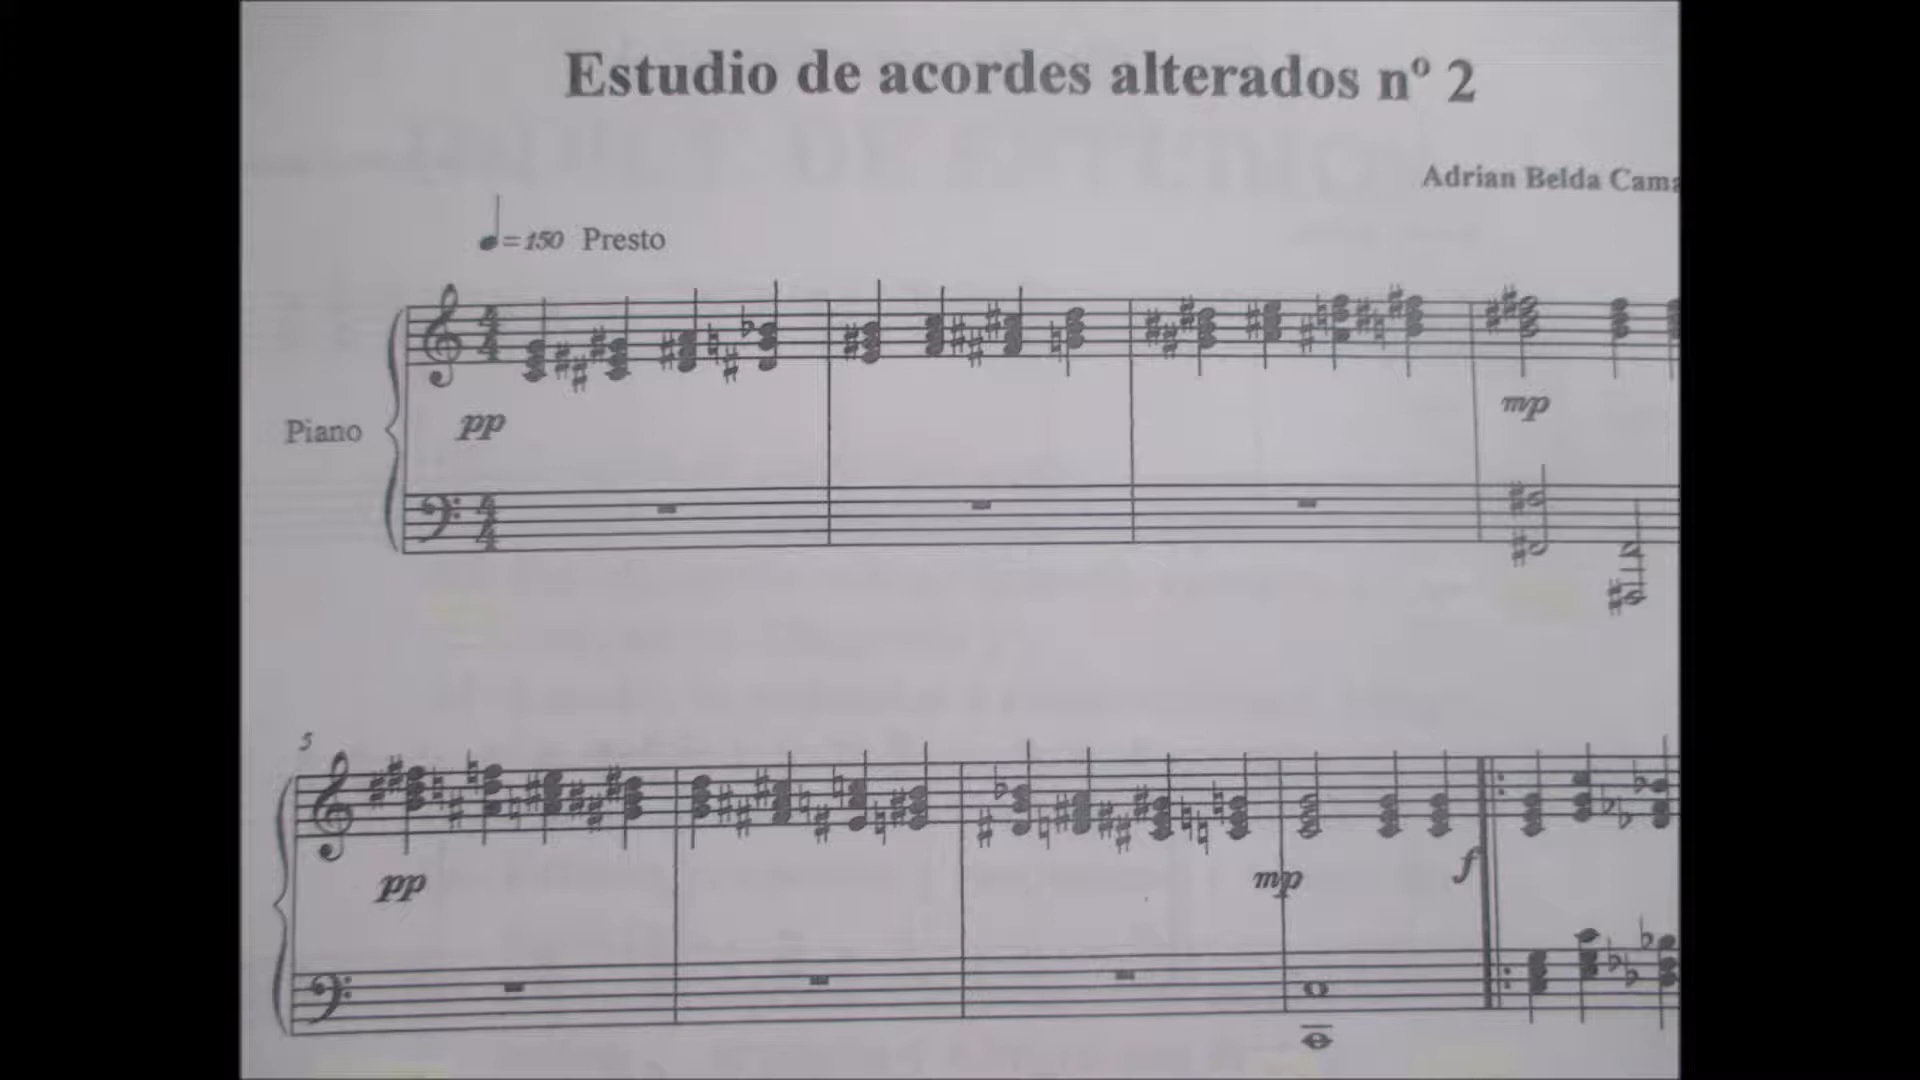 Estudio de acordes alterados nº 2
Adrian Belda Cama
=150 Presto
Piano
pp
mp
5
pp
mp
f